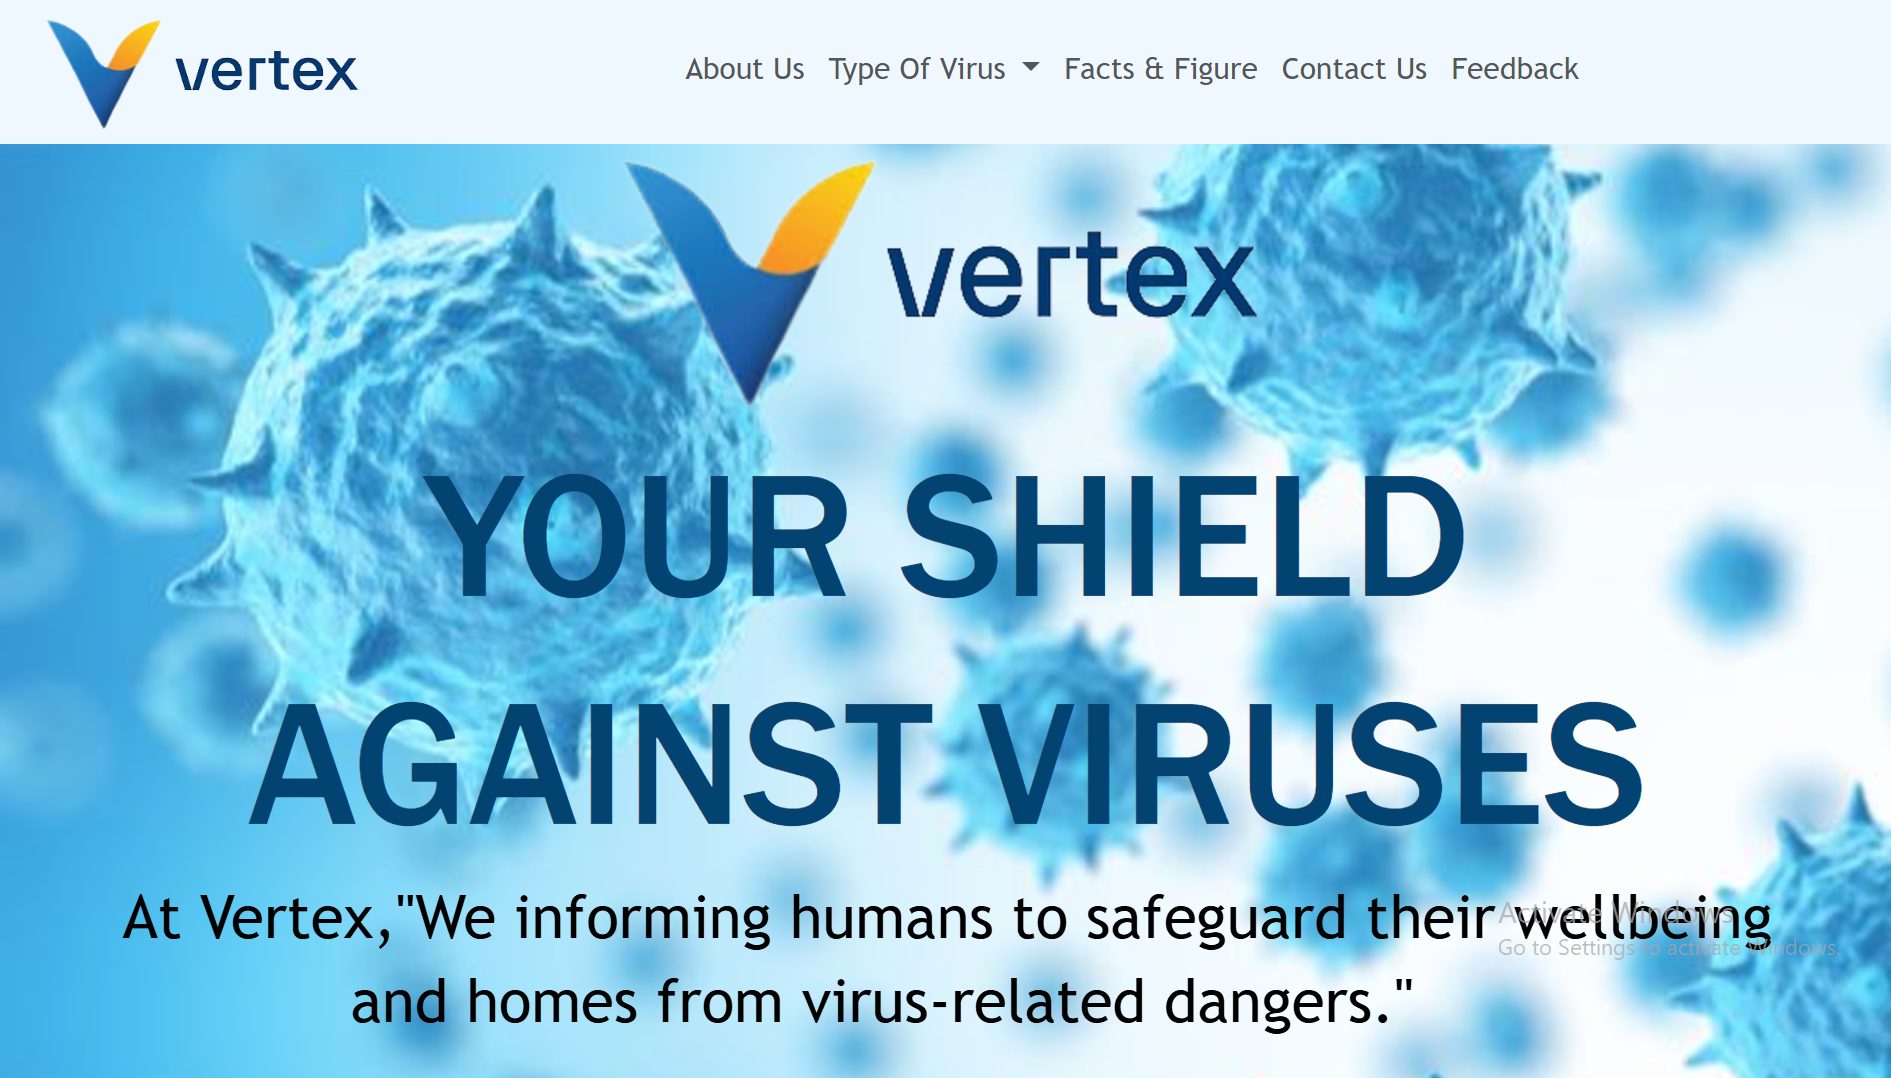 vertex
About Us Type Of Virus Facts & Figure Contact Us Feedback
vertex
YOUR SHIELD
AGAINST VIRUSES
At Vertex,"We informing humans to safeguard their wellbeing
and homes from virus-related dangers."
Activate Windows
Go to Settings to activate Windows.